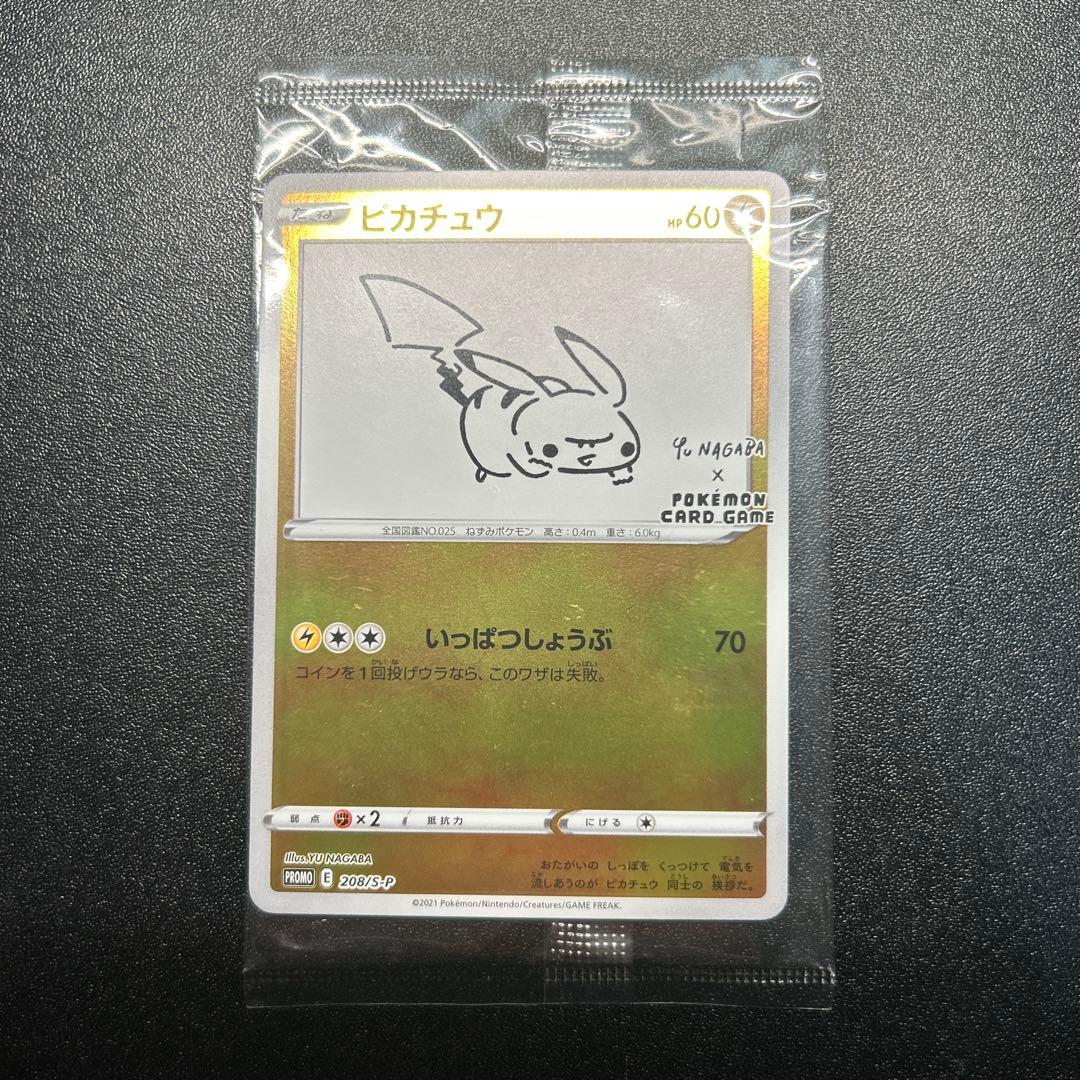 たね ピカチュウ HP60
YU NAGABA
×
POKÉMON
CARD GAME
全国図鑑NO.025 ねずみポケモン 高さ:0.4m 重さ:6.0kg
いっぱつしょうぶ 70
コインを1回投げウラなら、このワザは失敗。
弱点 ×2 抵抗力 にげる
Illus.YU NAGABA
PROMO E 208/S-P
おたがいの しっぽを くっつけて 電気を
流しあうのが ピカチュウ 同士の 挨拶だ。
©2021 Pokémon/Nintendo/Creatures/GAME FREAK.